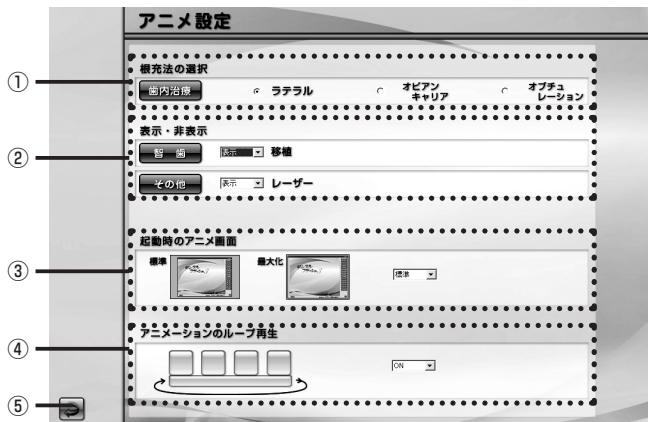 アニメ設定
① 根充法の選択
歯内治療 ラテラル オピアンキャリア オプチュレーション
② 表示・非表示
智 歯 表示 移植
その他 表示 レーザー
③ 起動時のアニメ画面
標準 最大化 標準
④ アニメーションのループ再生
ON
⑤